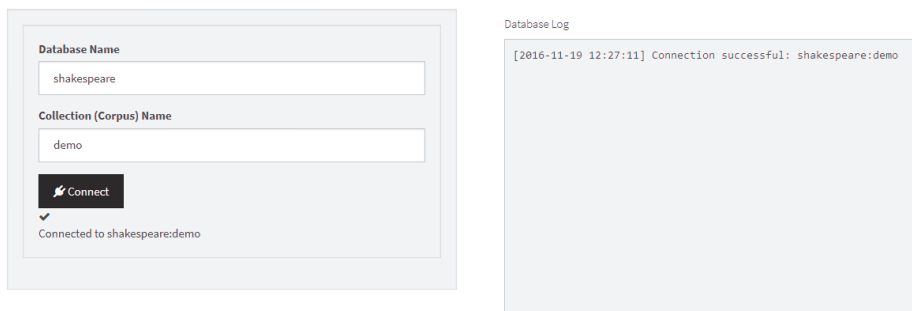 Database Name
shakespeare
Collection (Corpus) Name
demo
Connect
Connected to shakespeare:demo
Database Log
[2016-11-19 12:27:11] Connection successful: shakespeare:demo